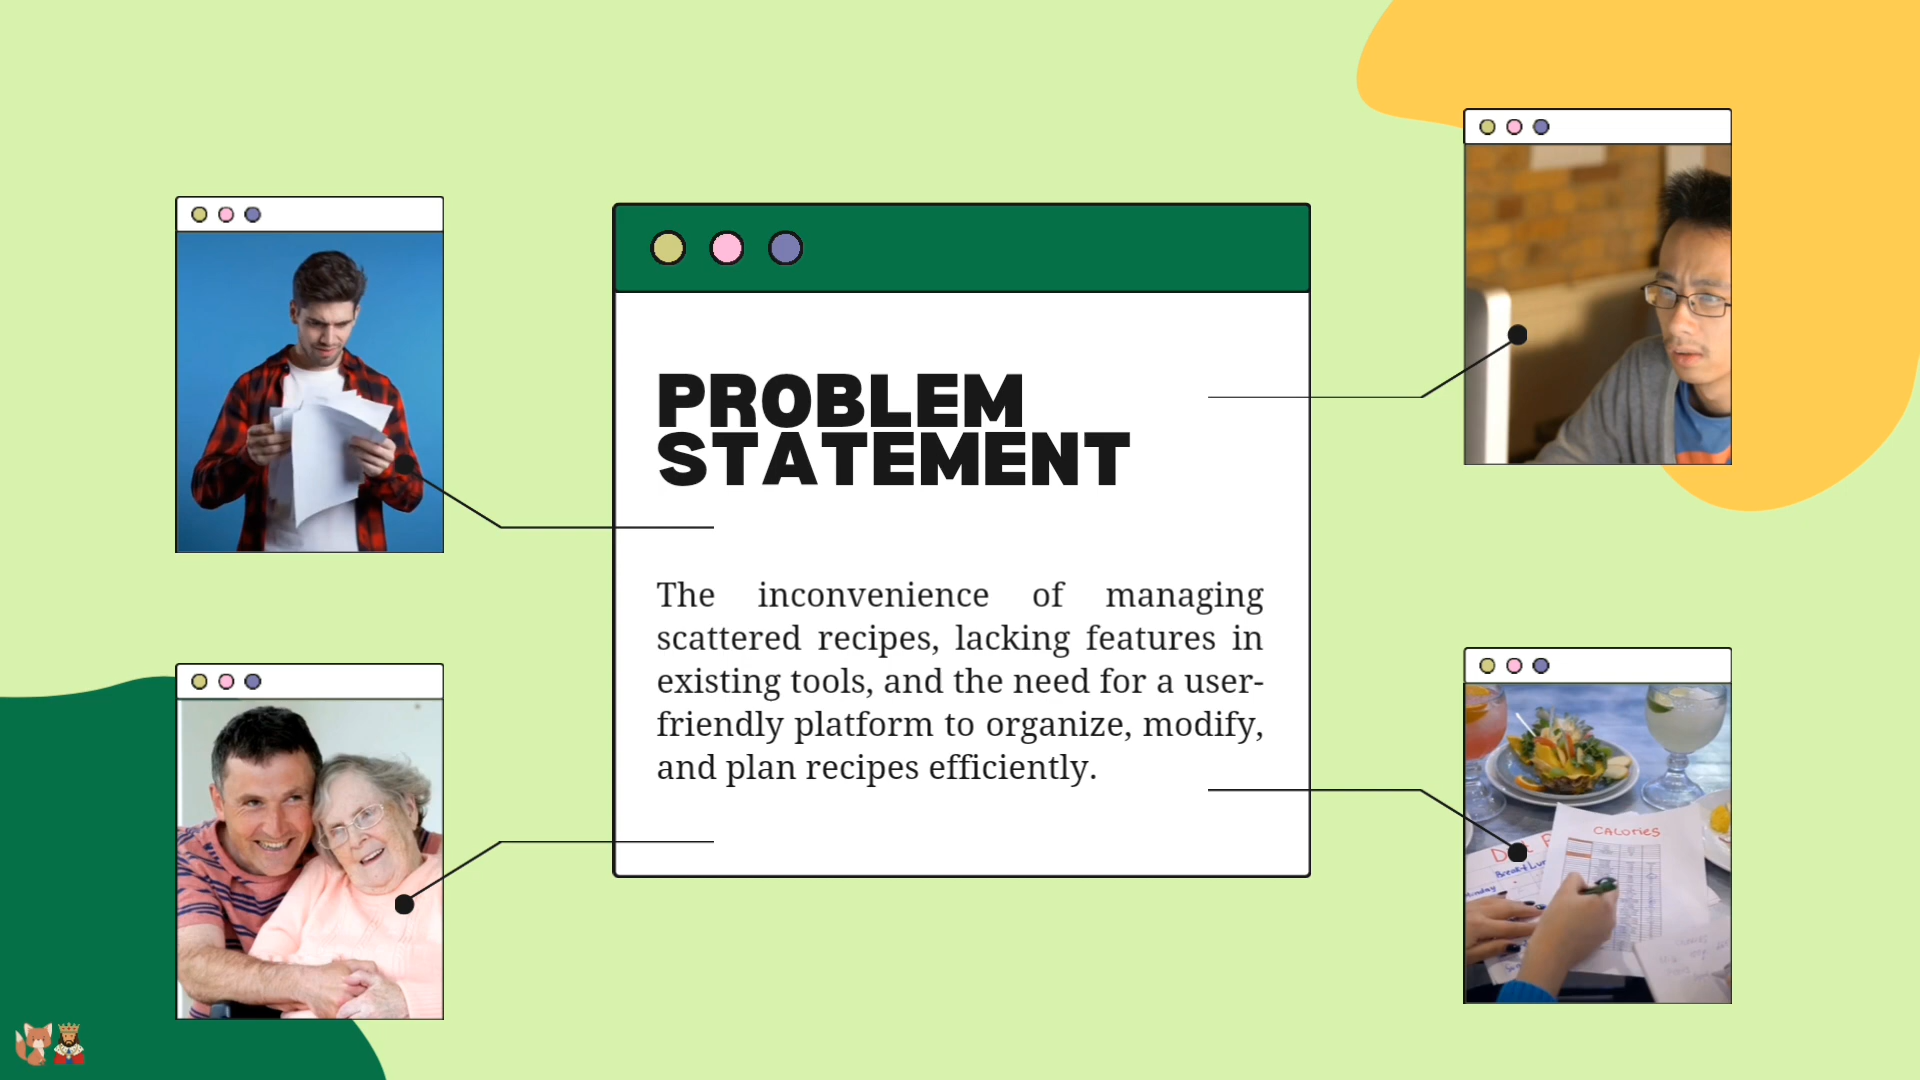 PROBLEM
STATEMENT
The inconvenience of managing
scattered recipes, lacking features in
existing tools, and the need for a user-
friendly platform to organize, modify,
and plan recipes efficiently.
CALORIES